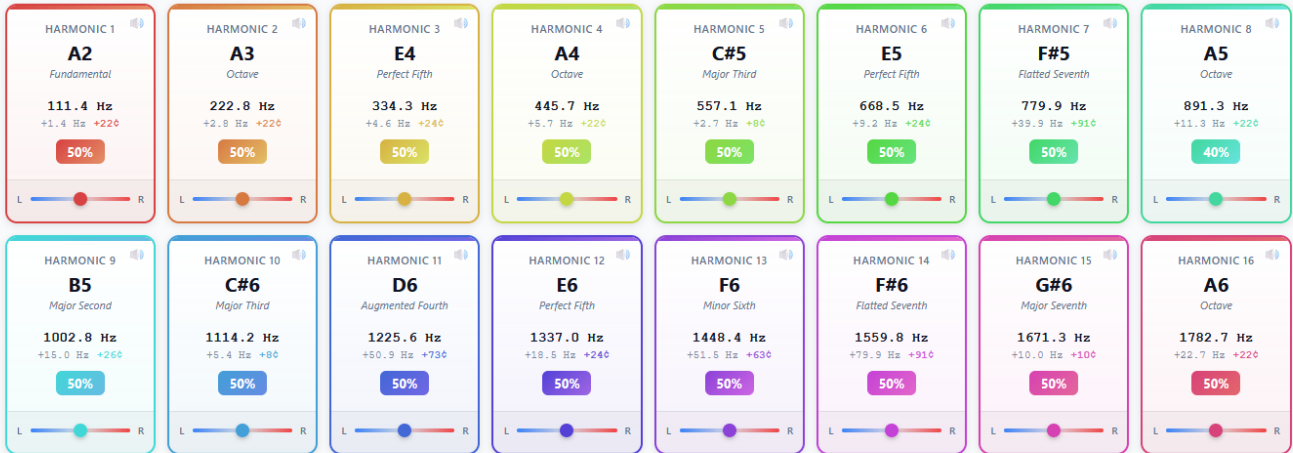 HARMONIC 1
A2
Fundamental
111.4 Hz
+1.4 Hz +22¢
50%
L R
HARMONIC 2
A3
Octave
222.8 Hz
+2.8 Hz +22¢
50%
L R
HARMONIC 3
E4
Perfect Fifth
334.3 Hz
+4.6 Hz +24¢
50%
L R
HARMONIC 4
A4
Octave
445.7 Hz
+5.7 Hz +22¢
50%
L R
HARMONIC 5
C#5
Major Third
557.1 Hz
+2.7 Hz +8¢
50%
L R
HARMONIC 6
E5
Perfect Fifth
668.5 Hz
+9.2 Hz +24¢
50%
L R
HARMONIC 7
F#5
Flatted Seventh
779.9 Hz
+39.9 Hz +91¢
50%
L R
HARMONIC 8
A5
Octave
891.3 Hz
+11.3 Hz +22¢
40%
L R
HARMONIC 9
B5
Major Second
1002.8 Hz
+15.0 Hz +26¢
50%
L R
HARMONIC 10
C#6
Major Third
1114.2 Hz
+5.4 Hz +8¢
50%
L R
HARMONIC 11
D6
Augmented Fourth
1225.6 Hz
+50.9 Hz +73¢
50%
L R
HARMONIC 12
E6
Perfect Fifth
1337.0 Hz
+18.5 Hz +24¢
50%
L R
HARMONIC 13
F6
Minor Sixth
1448.4 Hz
+51.5 Hz +63¢
50%
L R
HARMONIC 14
F#6
Flatted Seventh
1559.8 Hz
+79.9 Hz +91¢
50%
L R
HARMONIC 15
G#6
Major Seventh
1671.3 Hz
+10.0 Hz +10¢
50%
L R
HARMONIC 16
A6
Octave
1782.7 Hz
+22.7 Hz +22¢
50%
L R